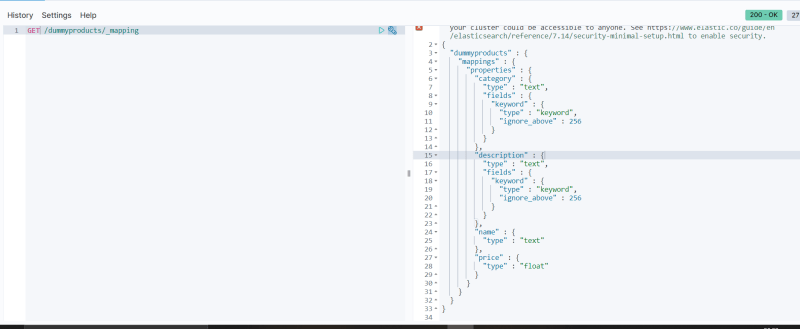 History Settings Help
200 - OK 27
1 GET /dummyproducts/_mapping
your cluster could be accessible to anyone. See https://www.elastic.co/guide/en
/elasticsearch/reference/7.14/security-minimal-setup.html to enable security.
2 {
3 "dummyproducts" : {
4 "mappings" : {
5 "properties" : {
6 "category" : {
7 "type" : "text",
8 "fields" : {
9 "keyword" : {
10 "type" : "keyword",
11 "ignore_above" : 256
12 }
13 }
14 },
15 "description" : {
16 "type" : "text",
17 "fields" : {
18 "keyword" : {
19 "type" : "keyword",
20 "ignore_above" : 256
21 }
22 }
23 },
24 "name" : {
25 "type" : "text"
26 },
27 "price" : {
28 "type" : "float"
29 }
30 }
31 }
32 }
33 }
34